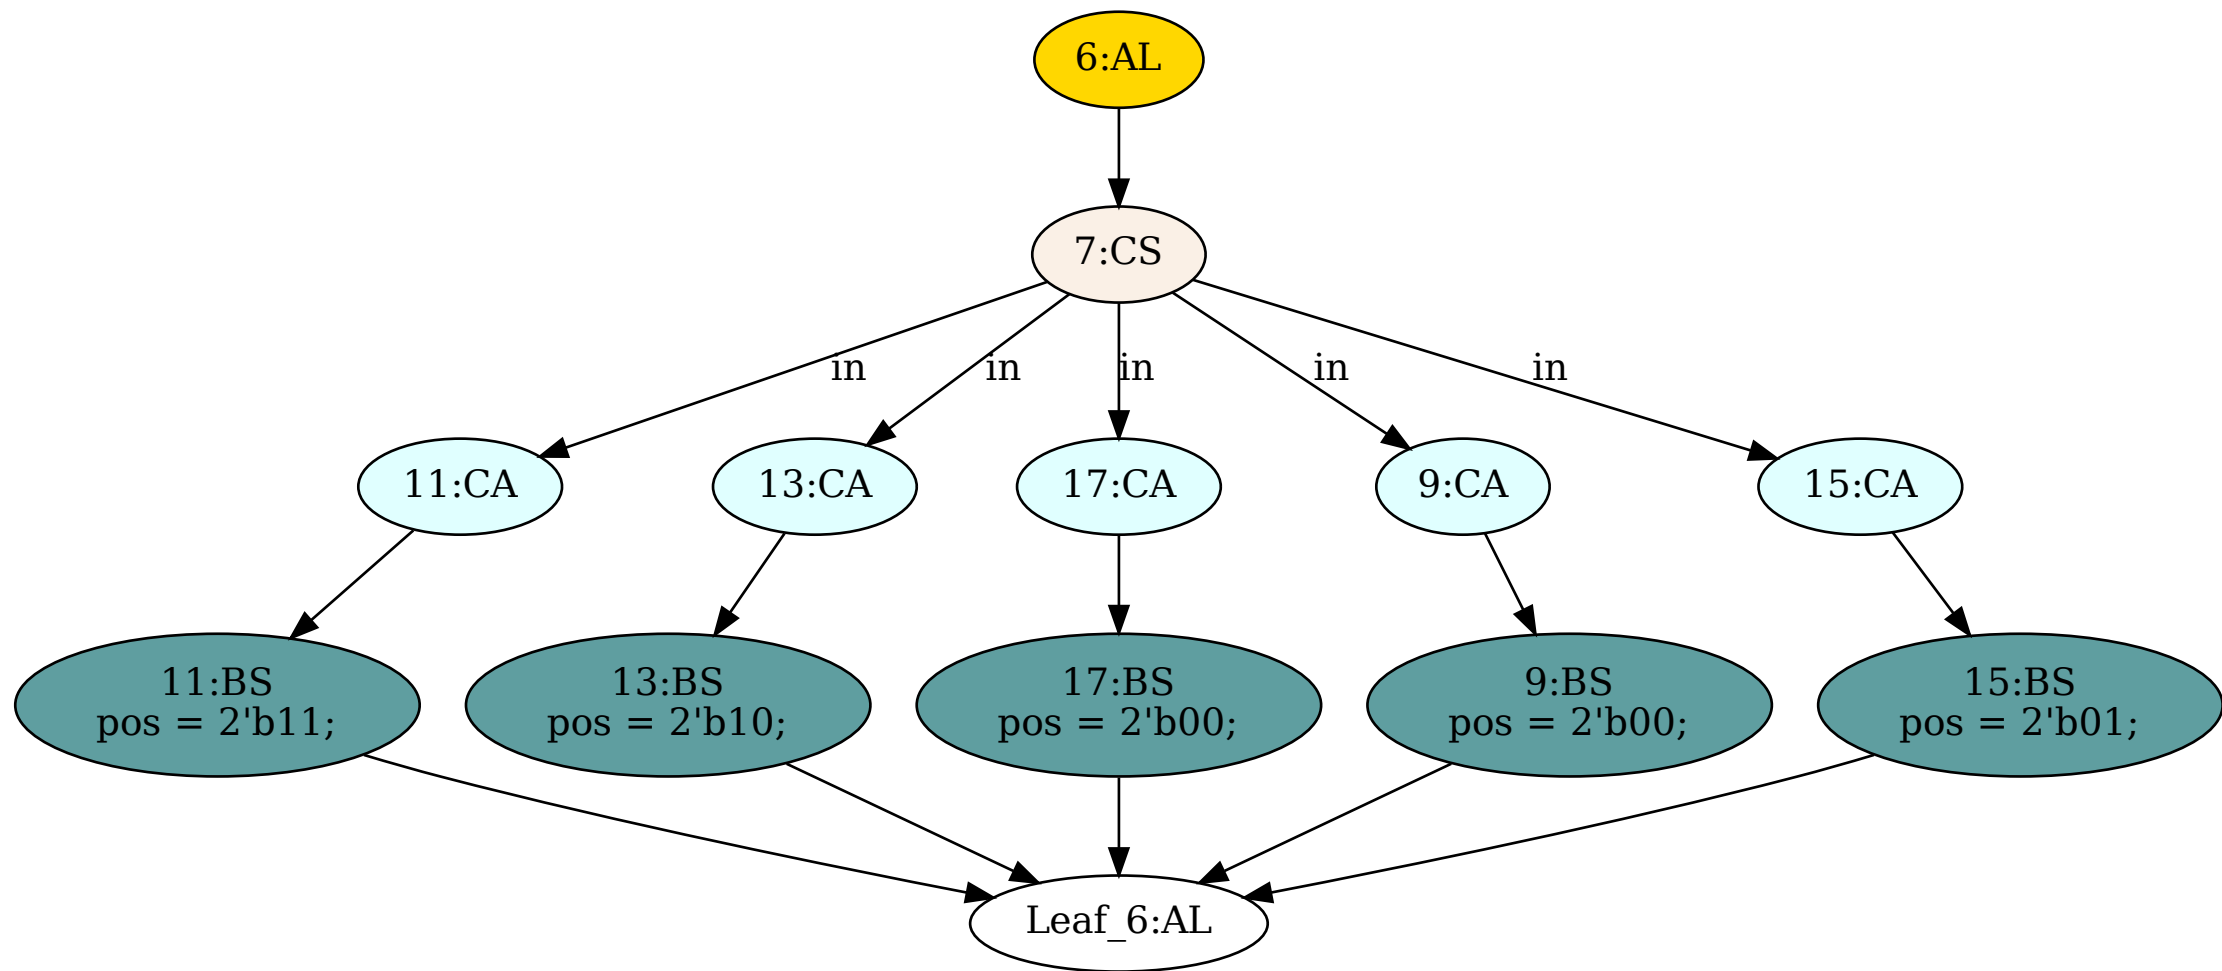 6:AL
7:CS
in
in
in
in
in
11:CA
13:CA
17:CA
9:CA
15:CA
11:BS
pos = 2'b11;
13:BS
pos = 2'b10;
17:BS
pos = 2'b00;
9:BS
pos = 2'b00;
15:BS
pos = 2'b01;
Leaf_6:AL